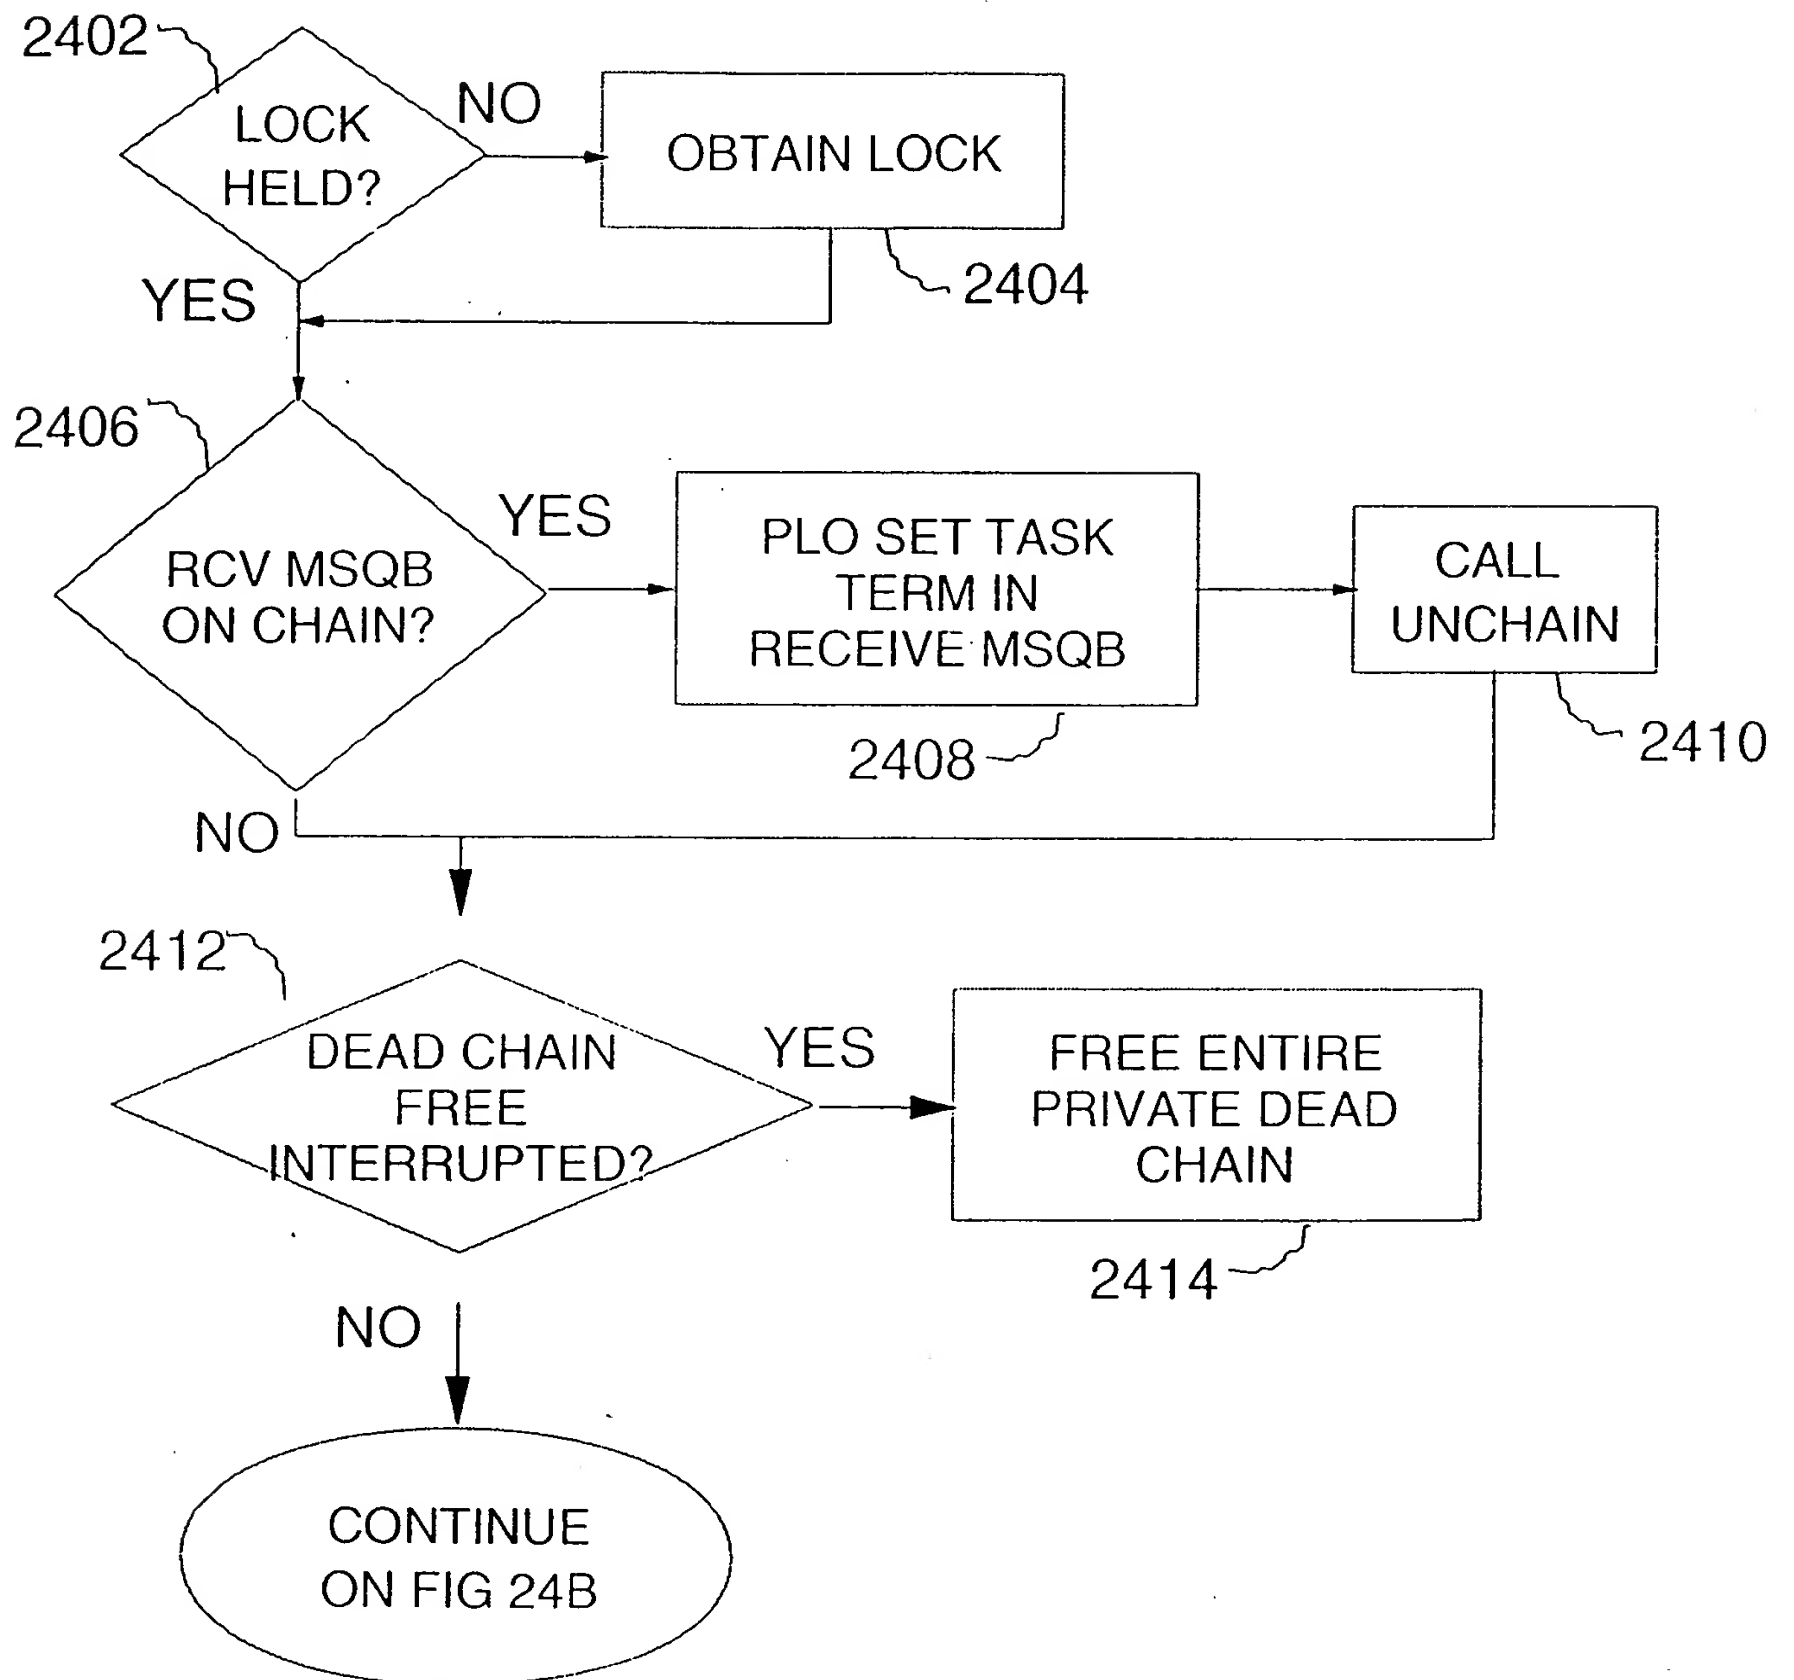 2402
LOCK
HELD?
NO
OBTAIN LOCK
2404
YES
2406
RCV MSQB
ON CHAIN?
YES
PLO SET TASK
TERM IN
RECEIVE MSQB
2408
CALL
UNCHAIN
2410
NO
2412
DEAD CHAIN
FREE
INTERRUPTED?
YES
FREE ENTIRE
PRIVATE DEAD
CHAIN
2414
NO
CONTINUE
ON FIG 24B